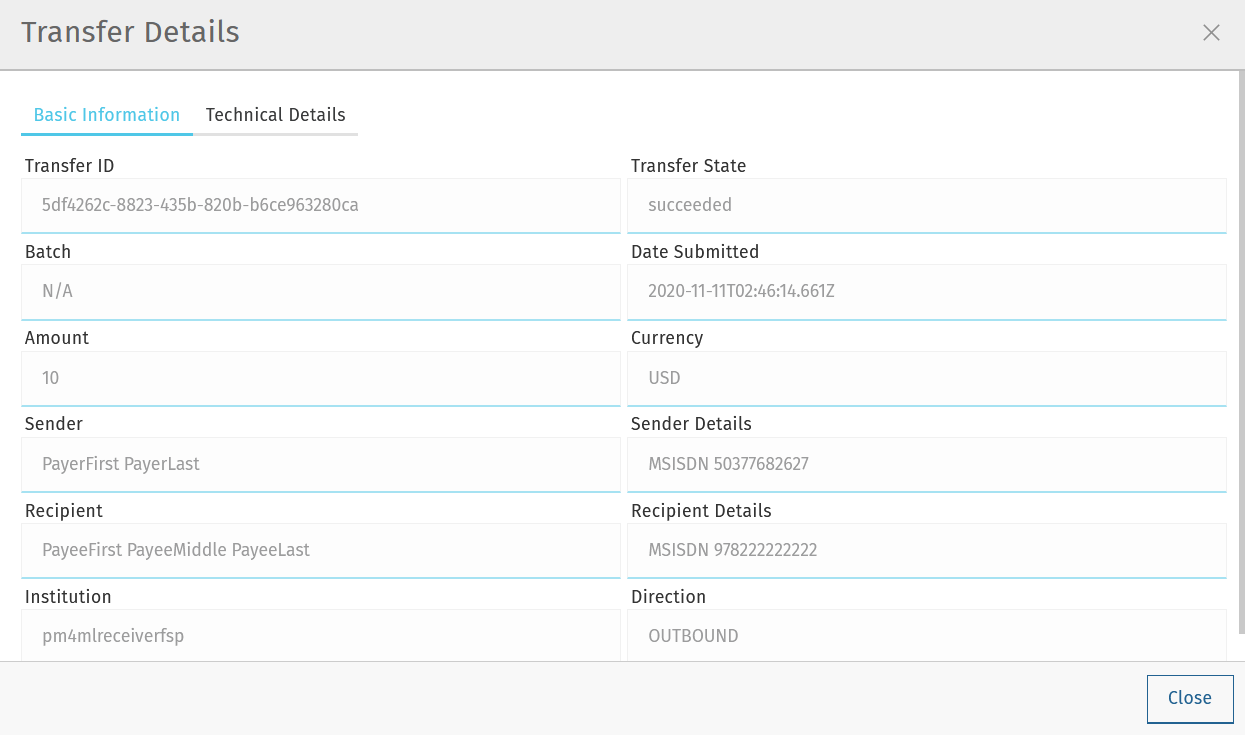 Transfer Details
Basic Information Technical Details
Transfer ID Transfer State
5df4262c-8823-435b-820b-b6ce963280ca succeeded
Batch Date Submitted
N/A 2020-11-11T02:46:14.661Z
Amount Currency
10 USD
Sender Sender Details
PayerFirst PayerLast MSISDN 50377682627
Recipient Recipient Details
PayeeFirst PayeeMiddle PayeeLast MSISDN 978222222222
Institution Direction
pm4mlreceiverfsp OUTBOUND
Close